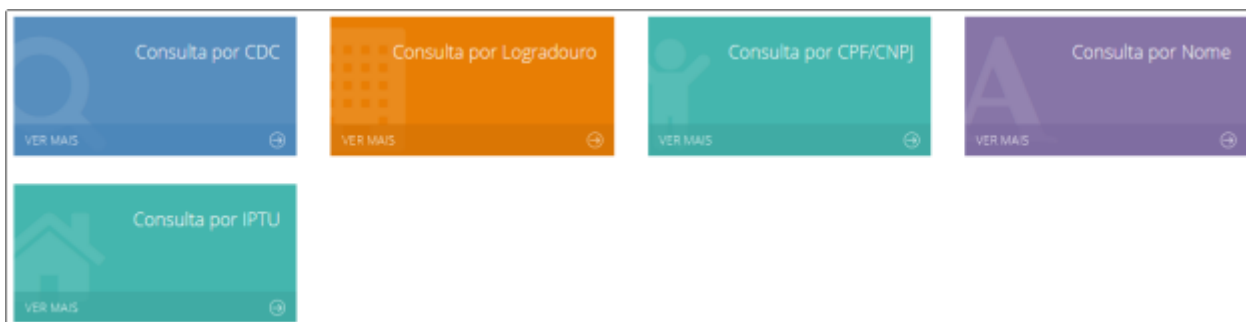 Consulta por CDC
VER MAIS
Consulta por Logradouro
VER MAIS
Consulta por CPF/CNPJ
VER MAIS
Consulta por Nome
VER MAIS
Consulta por IPTU
VER MAIS